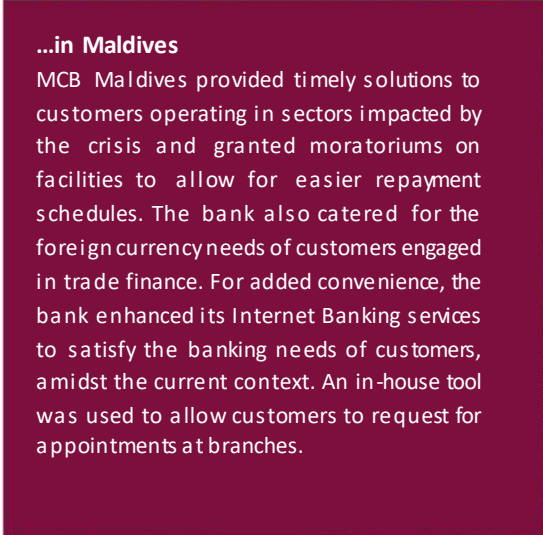 ...in Maldives
MCB Maldives provided timely solutions to
customers operating in sectors impacted by
the crisis and granted moratoriums on
facilities to allow for easier repayment
schedules. The bank also catered for the
foreign currency needs of customers engaged
in trade finance. For added convenience, the
bank enhanced its Internet Banking services
to satisfy the banking needs of customers,
amidst the current context. An in-house tool
was used to allow customers to request for
appointments at branches.